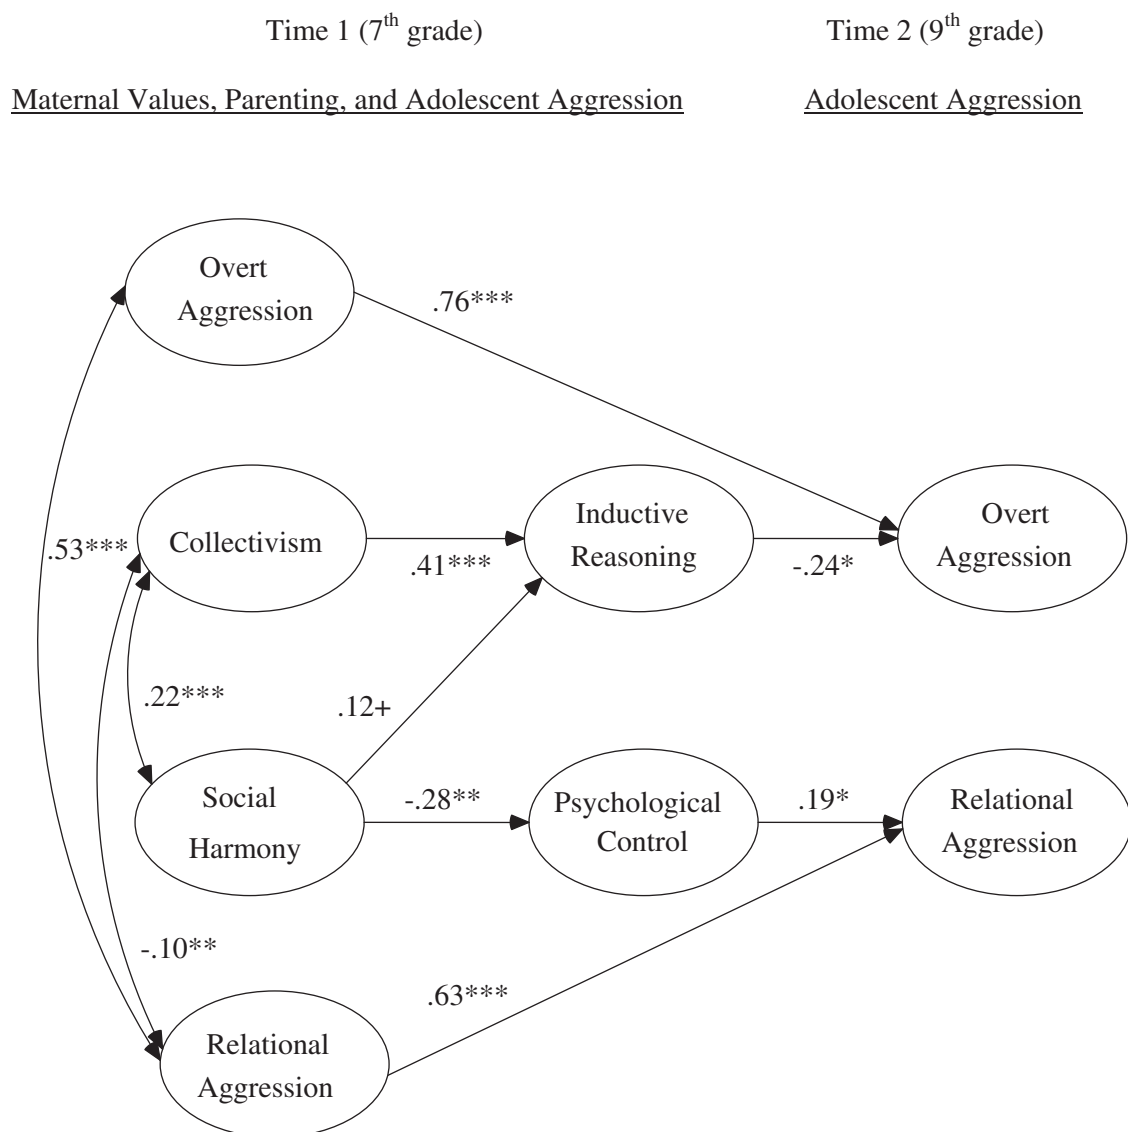 Time 1 (7th grade)
Time 2 (9th grade)
Maternal Values, Parenting, and Adolescent Aggression
Adolescent Aggression
Overt
Aggression
.76***
.53***
Collectivism
.41***
Inductive
Reasoning
-.24*
Overt
Aggression
.22***
.12+
Social
Harmony
-.28**
Psychological
Control
.19*
Relational
Aggression
-.10**
.63***
Relational
Aggression